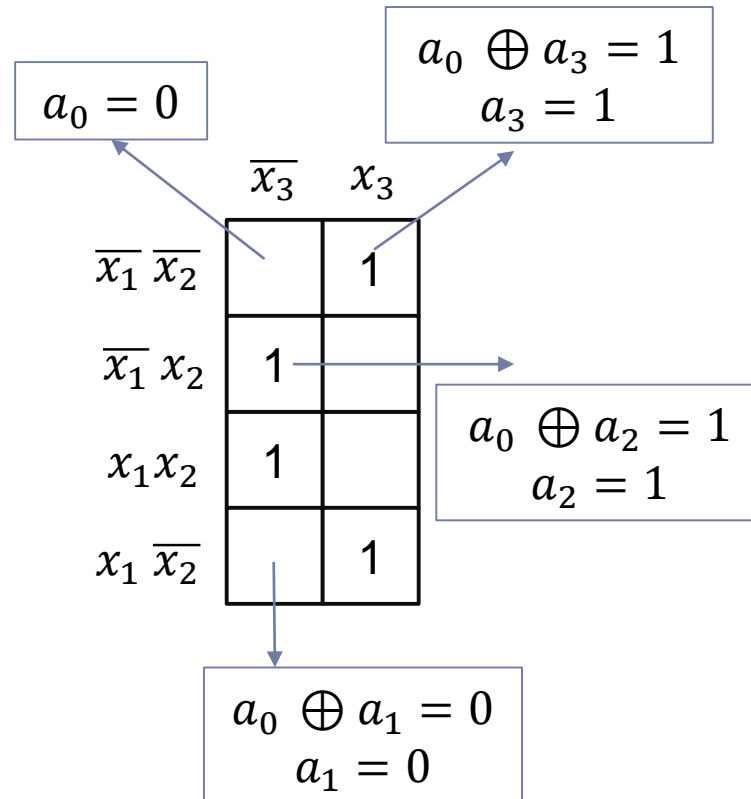 a₀ ⊕ a₃ = 1
a₃ = 1
a₀ = 0
x̅₃ x₃
x̅₁ x̅₂ 1
x̅₁ x₂ 1
a₀ ⊕ a₂ = 1
a₂ = 1
x₁x₂ 1
x₁ x̅₂ 1
a₀ ⊕ a₁ = 0
a₁ = 0